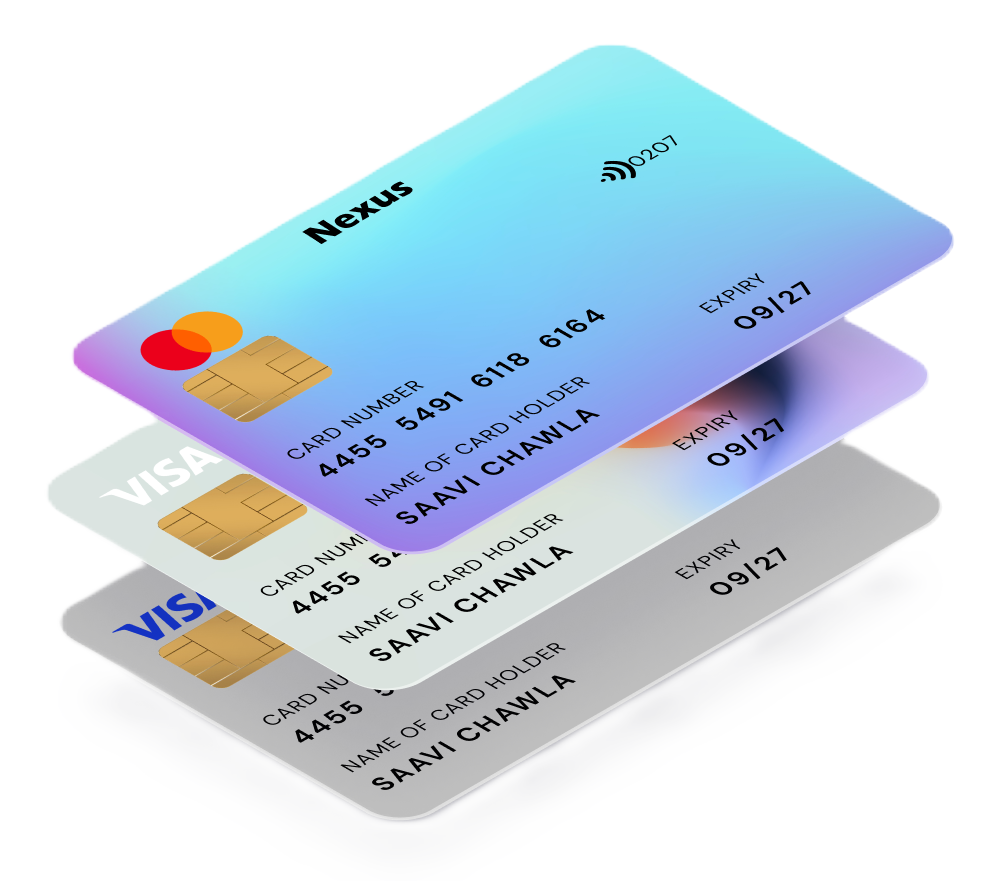 Nexus
0207
CARD NUMBER
4455 5491 6118 6164
EXPIRY
09/27
NAME OF CARD HOLDER
SAAVI CHAWLA
VISA
CARD NUM
4455 54
EXPIRY
09/27
NAME OF CARD HOLDER
SAAVI CHAWLA
VISA
CARD NU
4455 5
EXPIRY
09/27
NAME OF CARD HOLDER
SAAVI CHAWLA